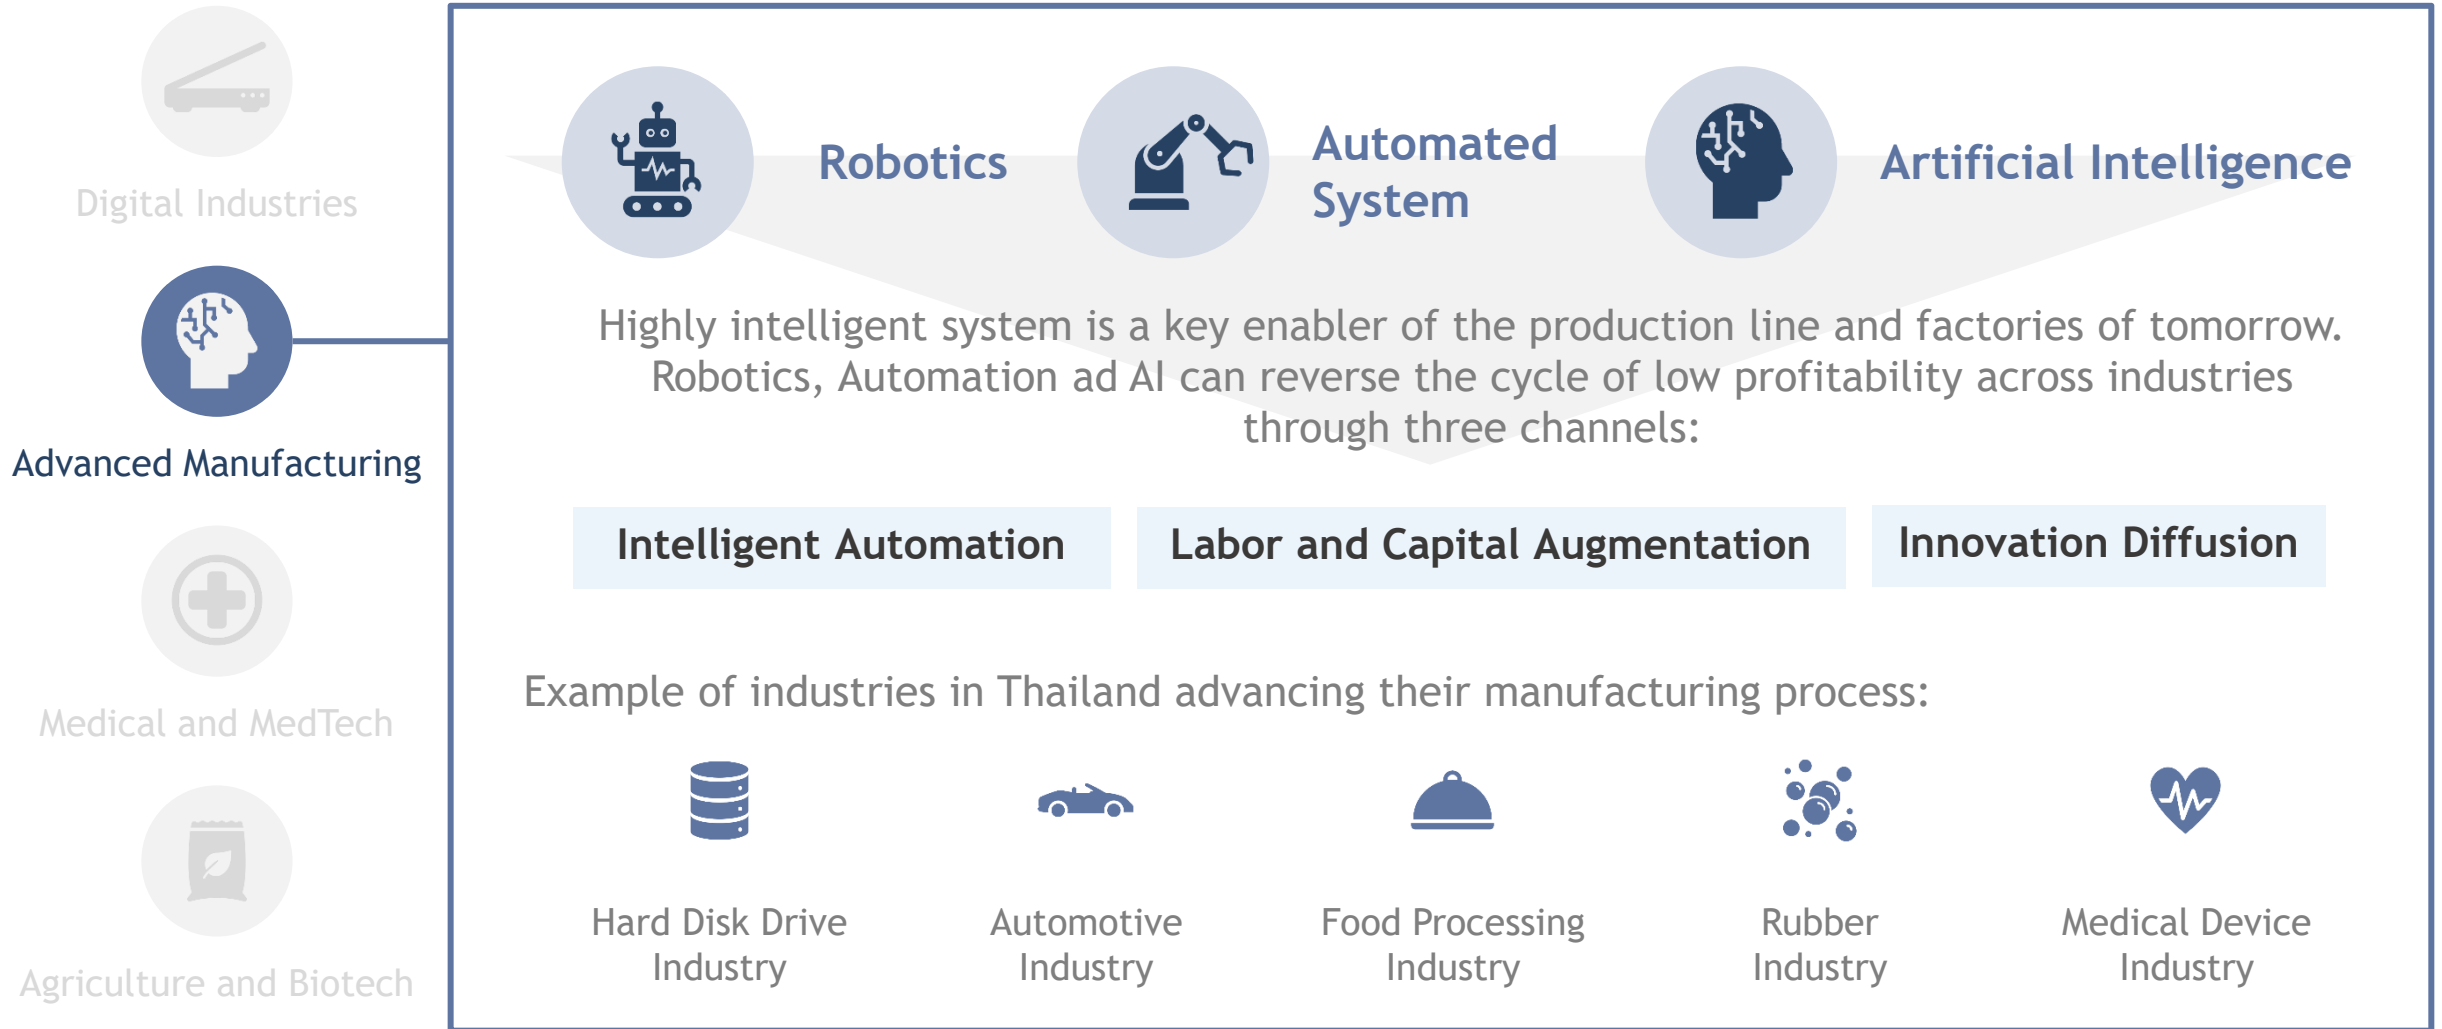 Digital Industries
Advanced Manufacturing
Medical and MedTech
Agriculture and Biotech
Robotics
Automated
System
Artificial Intelligence
Highly intelligent system is a key enabler of the production line and factories of tomorrow.
Robotics, Automation ad AI can reverse the cycle of low profitability across industries
through three channels:
Intelligent Automation
Labor and Capital Augmentation
Innovation Diffusion
Example of industries in Thailand advancing their manufacturing process:
Hard Disk Drive
Industry
Automotive
Industry
Food Processing
Industry
Rubber
Industry
Medical Device
Industry